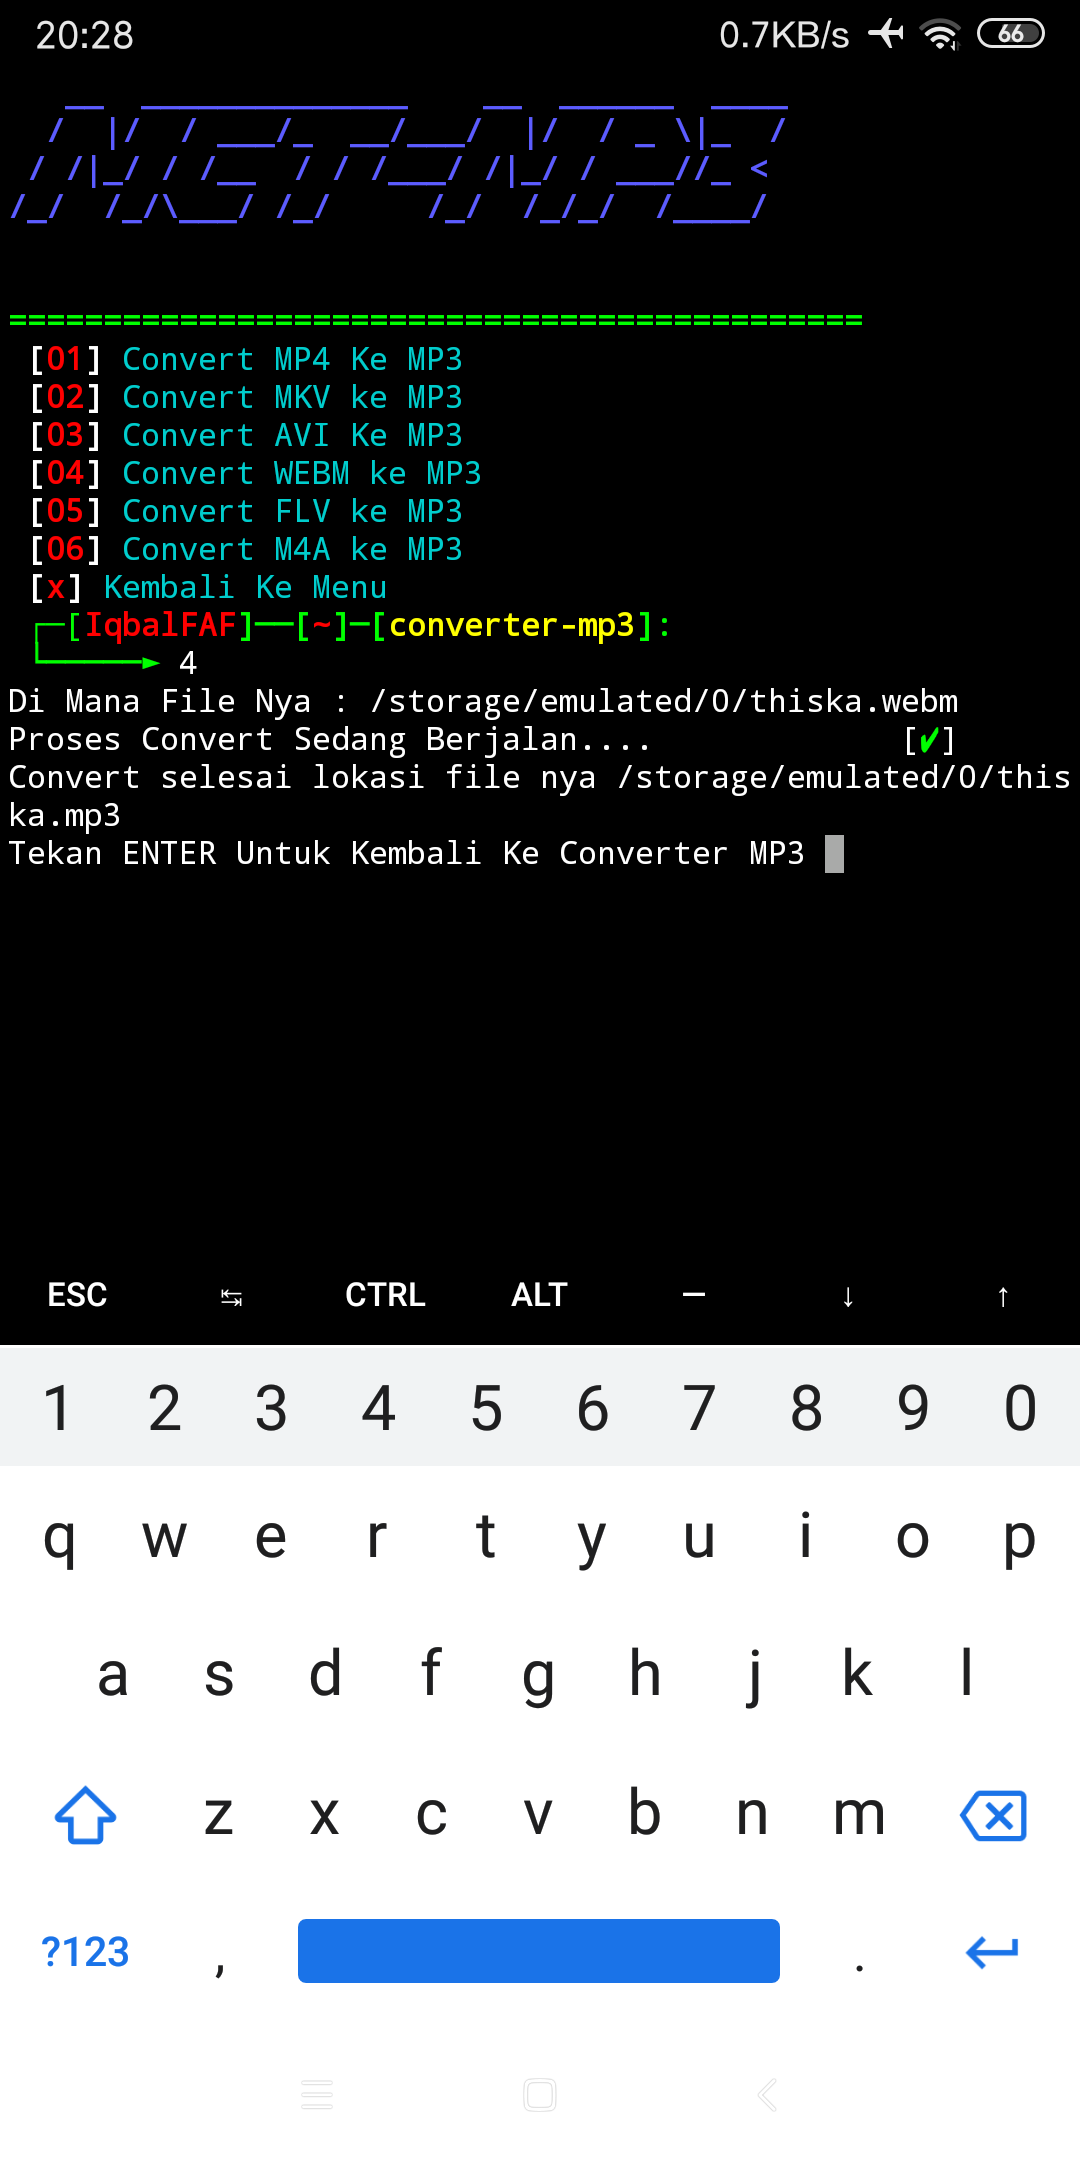 20:28 0.7KB/s 66
===========================================
[01] Convert MP4 Ke MP3
[02] Convert MKV ke MP3
[03] Convert AVI Ke MP3
[04] Convert WEBM ke MP3
[05] Convert FLV ke MP3
[06] Convert M4A ke MP3
[x] Kembali Ke Menu
┌─[IqbalFAF]──[~]─[converter-mp3]:
└─────► 4
Di Mana File Nya : /storage/emulated/0/thiska.webm
Proses Convert Sedang Berjalan.... [✔]
Convert selesai lokasi file nya /storage/emulated/0/this
ka.mp3
Tekan ENTER Untuk Kembali Ke Converter MP3
ESC ↹ CTRL ALT – ↓ ↑
1 2 3 4 5 6 7 8 9 0
q w e r t y u i o p
a s d f g h j k l
z x c v b n m
?123 , .